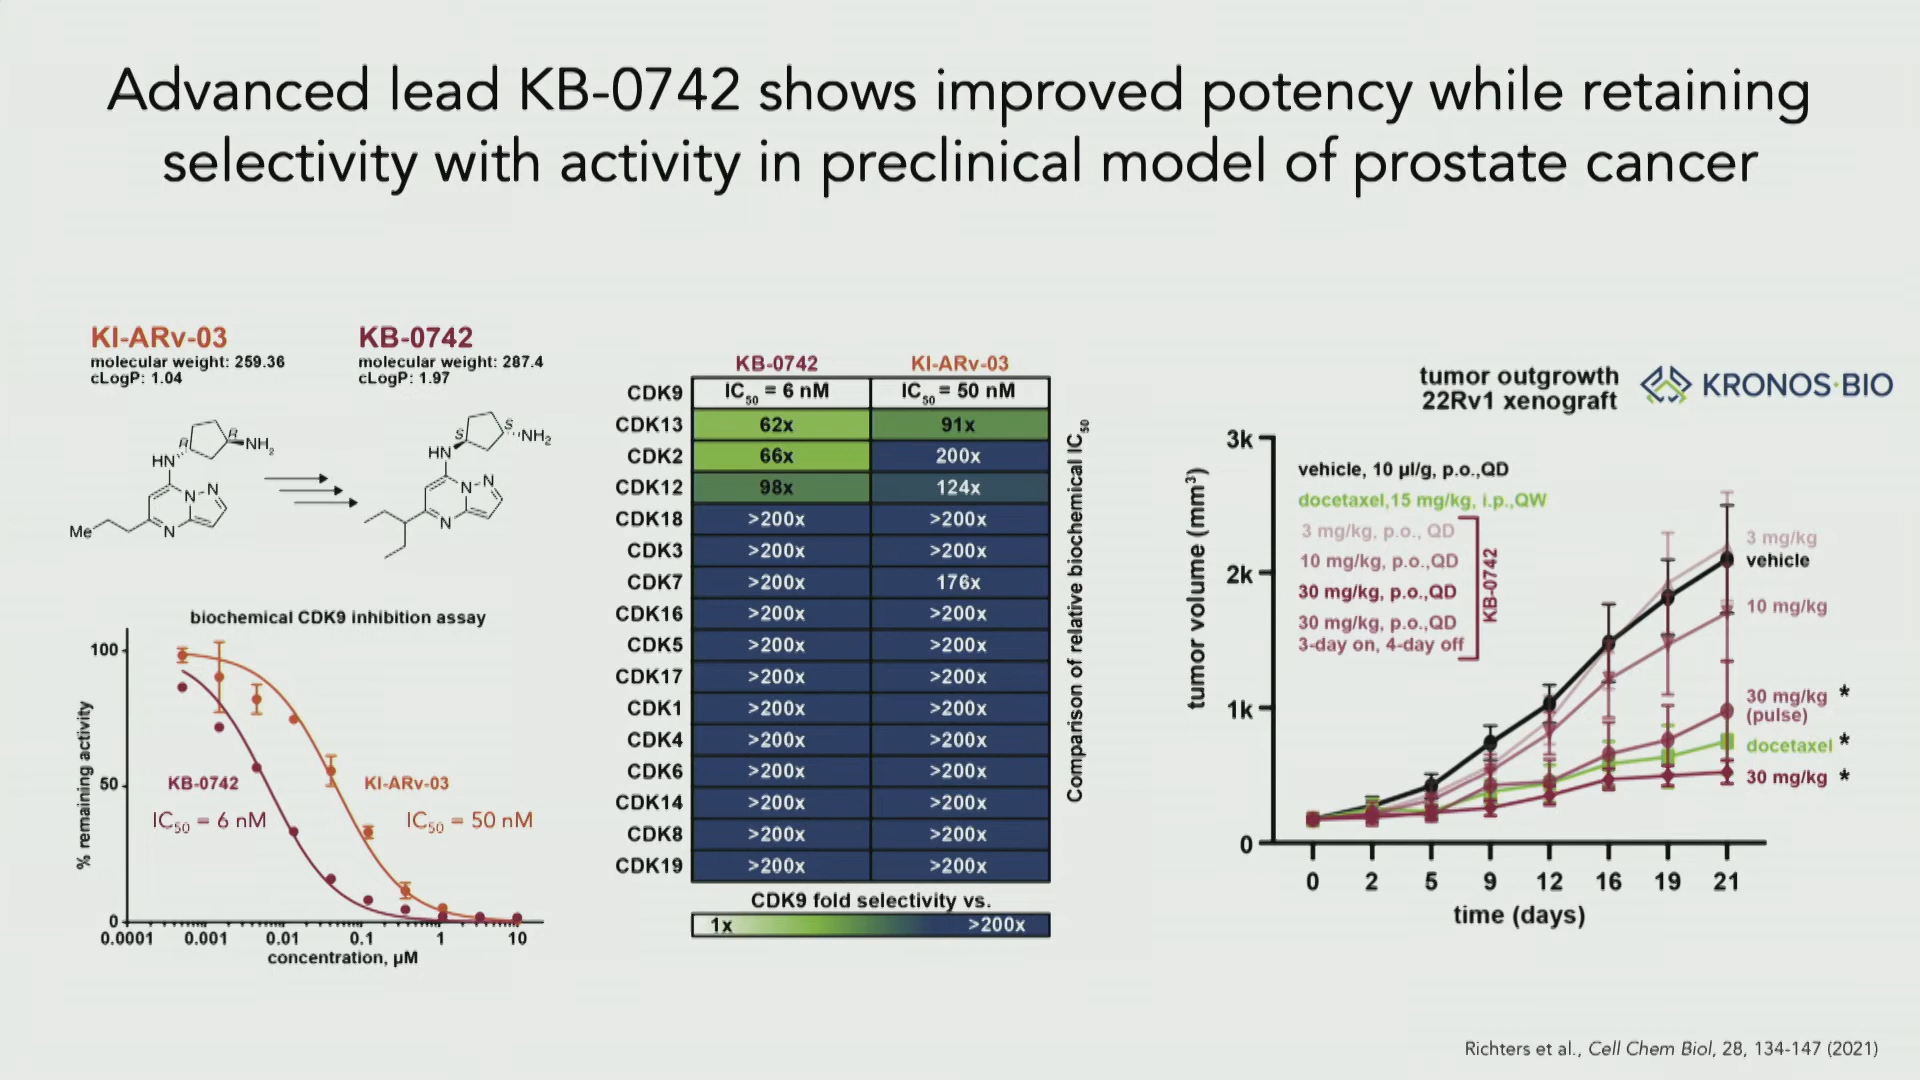 Advanced lead KB-0742 shows improved potency while retaining
selectivity with activity in preclinical model of prostate cancer
KI-ARv-03
molecular weight: 259.36
cLogP: 1.04
KB-0742
molecular weight: 287.4
cLogP: 1.97
R R NH2
HN
N N
N
Me
S S NH2
HN
N N
N
biochemical CDK9 inhibition assay
% remaining activity
100
50
0
KB-0742
IC50 = 6 nM
KI-ARv-03
IC50 = 50 nM
0.0001 0.001 0.01 0.1 1 10
concentration, µM
KB-0742 KI-ARv-03
CDK9 IC50 = 6 nM IC50 = 50 nM
CDK13 62x 91x
CDK2 66x 200x
CDK12 98x 124x
CDK18 >200x >200x
CDK3 >200x >200x
CDK7 >200x 176x
CDK16 >200x >200x
CDK5 >200x >200x
CDK17 >200x >200x
CDK1 >200x >200x
CDK4 >200x >200x
CDK6 >200x >200x
CDK14 >200x >200x
CDK8 >200x >200x
CDK19 >200x >200x
CDK9 fold selectivity vs.
1x >200x
Comparison of relative biochemical IC50
tumor outgrowth
22Rv1 xenograft
KRONOS·BIO
tumor volume (mm³)
3k
2k
1k
0
vehicle, 10 µl/g, p.o.,QD
docetaxel,15 mg/kg, i.p.,QW
3 mg/kg, p.o., QD
10 mg/kg, p.o.,QD
30 mg/kg, p.o.,QD
30 mg/kg, p.o.,QD
3-day on, 4-day off
KB-0742
3 mg/kg
vehicle
10 mg/kg
30 mg/kg *
(pulse)
docetaxel *
30 mg/kg *
0 2 5 9 12 16 19 21
time (days)
Richters et al., Cell Chem Biol, 28, 134-147 (2021)